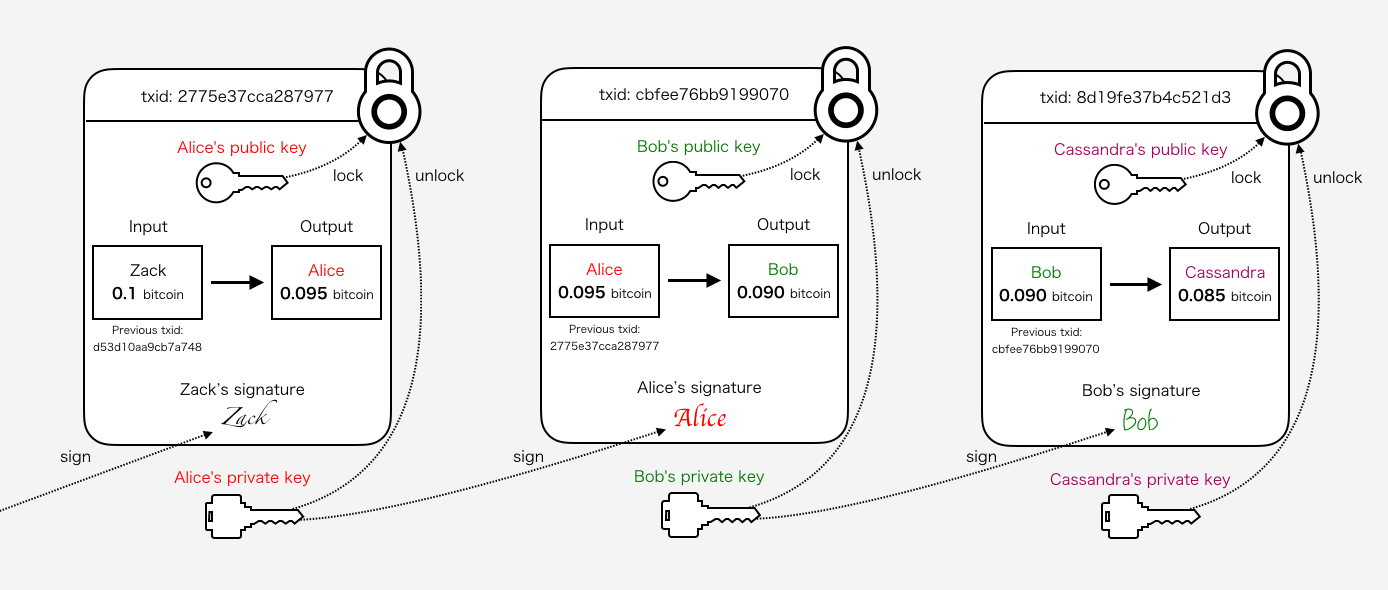 txid: 2775e37cca287977
Alice's public key
lock
unlock
Input
Output
Zack
0.1 bitcoin
Alice
0.095 bitcoin
Previous txid:
d53d10aa9cb7a748
Zack's signature
Zack
sign
Alice's private key
txid: cbfee76bb9199070
Bob's public key
lock
unlock
Input
Output
Alice
0.095 bitcoin
Bob
0.090 bitcoin
Previous txid:
2775e37cca287977
Alice's signature
Alice
sign
Bob's private key
txid: 8d19fe37b4c521d3
Cassandra's public key
lock
unlock
Input
Output
Bob
0.090 bitcoin
Cassandra
0.085 bitcoin
Previous txid:
cbfee76bb9199070
Bob's signature
Bob
sign
Cassandra's private key